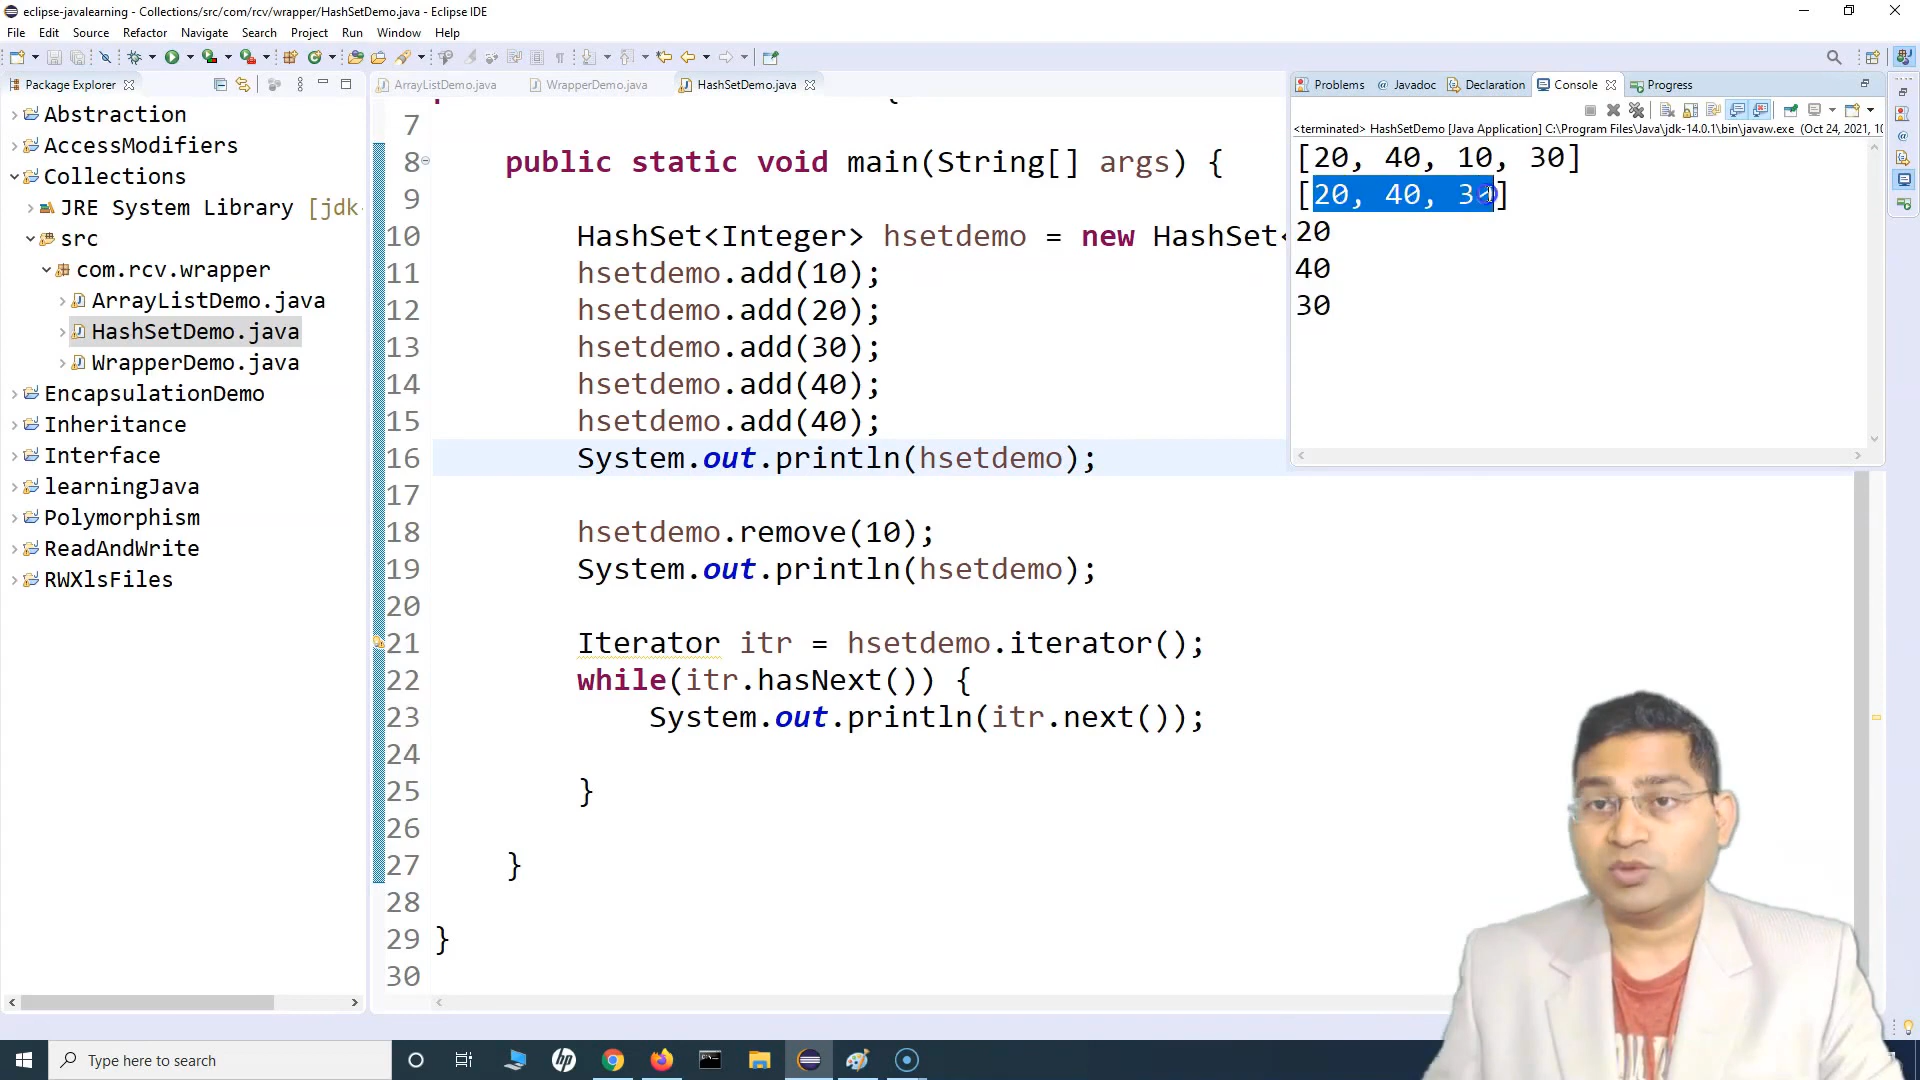 eclipse-javalearning - Collections/src/com/rcv/wrapper/HashSetDemo.java - Eclipse IDE
File Edit Source Refactor Navigate Search Project Run Window Help
Package Explorer
ArrayListDemo.java WrapperDemo.java HashSetDemo.java
Problems Javadoc Declaration Console Progress
Abstraction
AccessModifiers
Collections
JRE System Library [jdk-
src
com.rcv.wrapper
ArrayListDemo.java
HashSetDemo.java
WrapperDemo.java
EncapsulationDemo
Inheritance
Interface
learningJava
Polymorphism
ReadAndWrite
RWXlsFiles
7
8 public static void main(String[] args) {
9
10 HashSet<Integer> hsetdemo = new HashSet<
11 hsetdemo.add(10);
12 hsetdemo.add(20);
13 hsetdemo.add(30);
14 hsetdemo.add(40);
15 hsetdemo.add(40);
16 System.out.println(hsetdemo);
17
18 hsetdemo.remove(10);
19 System.out.println(hsetdemo);
20
21 Iterator itr = hsetdemo.iterator();
22 while(itr.hasNext()) {
23 System.out.println(itr.next());
24
25 }
26
27 }
28
29 }
30
<terminated> HashSetDemo [Java Application] C:\Program Files\Java\jdk-14.0.1\bin\javaw.exe (Oct 24, 2021, 10
[20, 40, 10, 30]
[20, 40, 30]
20
40
30
Type here to search